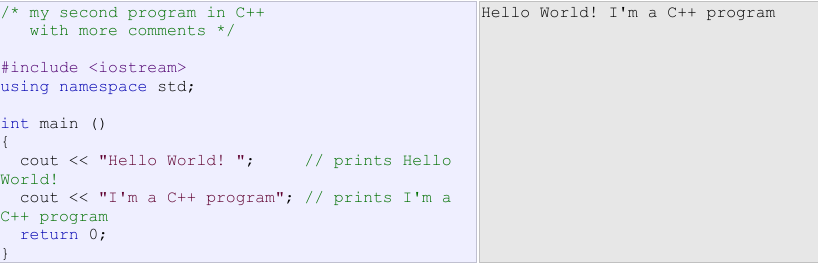 /* my second program in C++
   with more comments */

#include <iostream>
using namespace std;

int main ()
{
  cout << "Hello World! ";     // prints Hello
World!
  cout << "I'm a C++ program"; // prints I'm a
C++ program
  return 0;
}
Hello World! I'm a C++ program